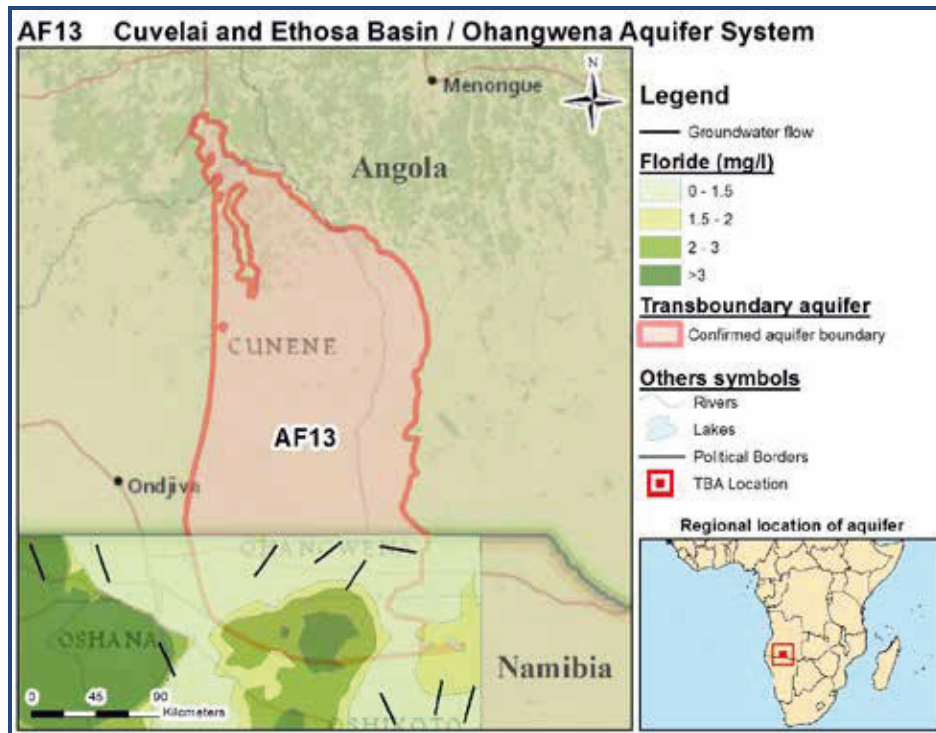 AF13 Cuvelai and Ethosa Basin / Ohangwena Aquifer System
N
Menongue
Angola
CUNENE
AF13
Ondjiva
OHANGWENA
OSHANA
Namibia
OSHIKOTO
0 45 90
Kilometers
Legend
Groundwater flow
Floride (mg/l)
0 - 1.5
1.5 - 2
2 - 3
>3
Transboundary aquifer
Confirmed aquifer boundary
Others symbols
Rivers
Lakes
Political Borders
TBA Location
Regional location of aquifer